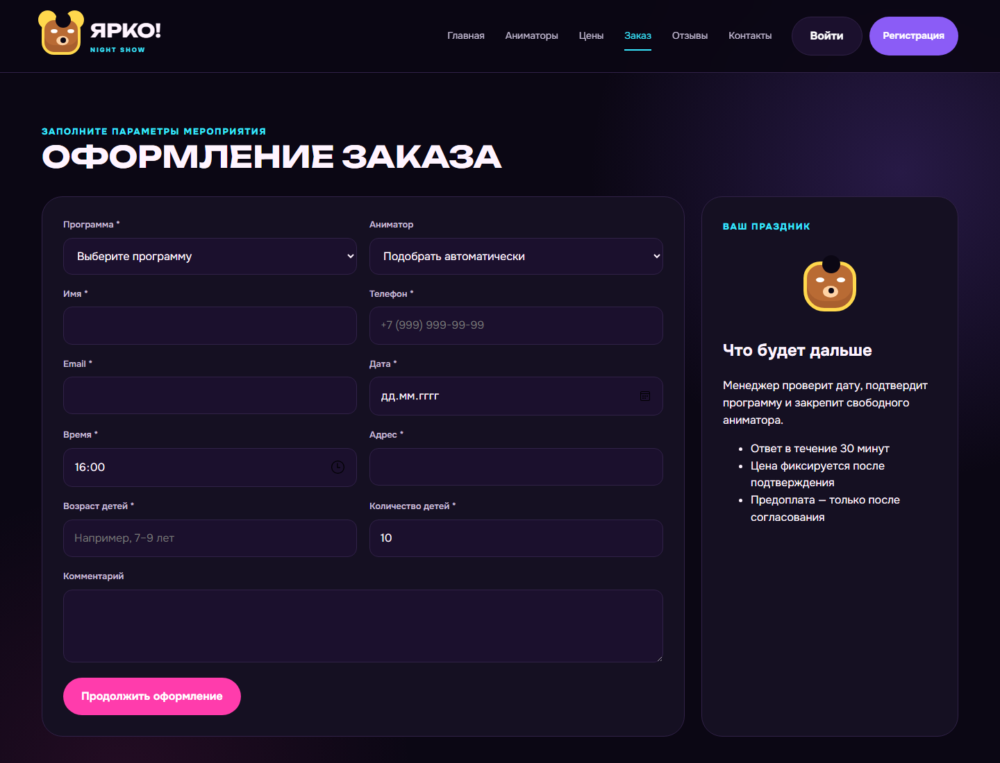 ЯРКО!
NIGHT SHOW
Главная
Аниматоры
Цены
Заказ
Отзывы
Контакты
Войти
Регистрация
ЗАПОЛНИТЕ ПАРАМЕТРЫ МЕРОПРИЯТИЯ
ОФОРМЛЕНИЕ ЗАКАЗА
Программа *
Аниматор
Выберите программу
Подобрать автоматически
Имя *
Телефон *
+7 (999) 999-99-99
Email *
Дата *
дд.мм.гггг
Время *
Адрес *
16:00
Возраст детей *
Количество детей *
Например, 7–9 лет
10
Комментарий
Продолжить оформление
ВАШ ПРАЗДНИК
Что будет дальше
Менеджер проверит дату, подтвердит
программу и закрепит свободного
аниматора.
• Ответ в течение 30 минут
• Цена фиксируется после
подтверждения
• Предоплата — только после
согласования